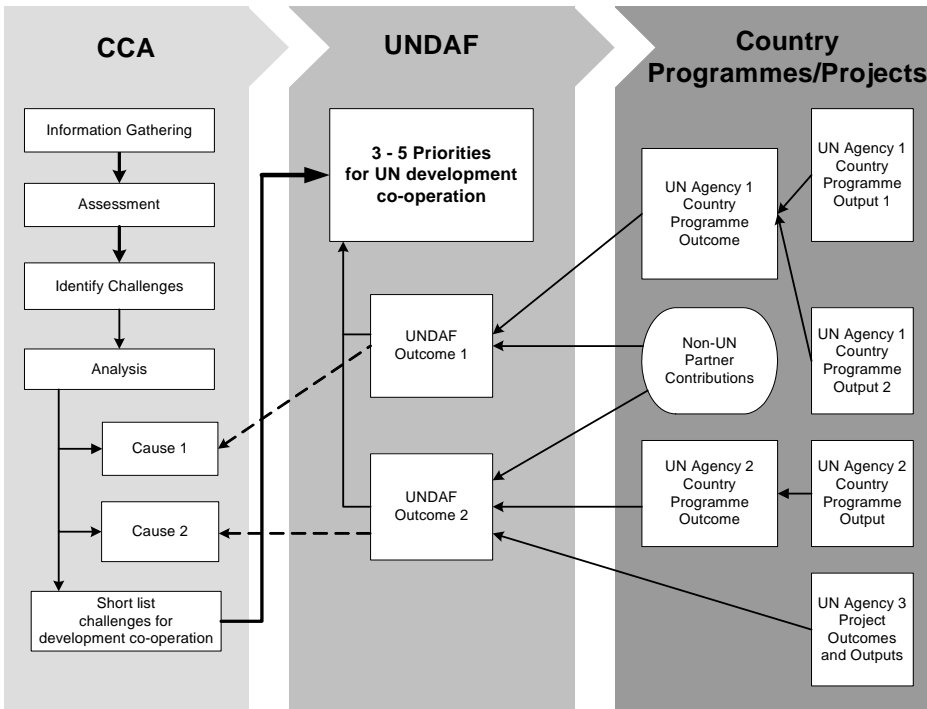 CCA
Information Gathering
Assessment
Identify Challenges
Analysis
Cause 1
Cause 2
Short list
challenges for
development co-operation
UNDAF
3 - 5 Priorities
for UN development
co-operation
UNDAF
Outcome 1
UNDAF
Outcome 2
Country
Programmes/Projects
UN Agency 1
Country
Programme
Outcome
Non-UN
Partner
Contributions
UN Agency 2
Country
Programme
Outcome
UN Agency 1
Country
Programme
Output 1
UN Agency 1
Country
Programme
Output 2
UN Agency 2
Country
Programme
Output
UN Agency 3
Project
Outcomes
and Outputs